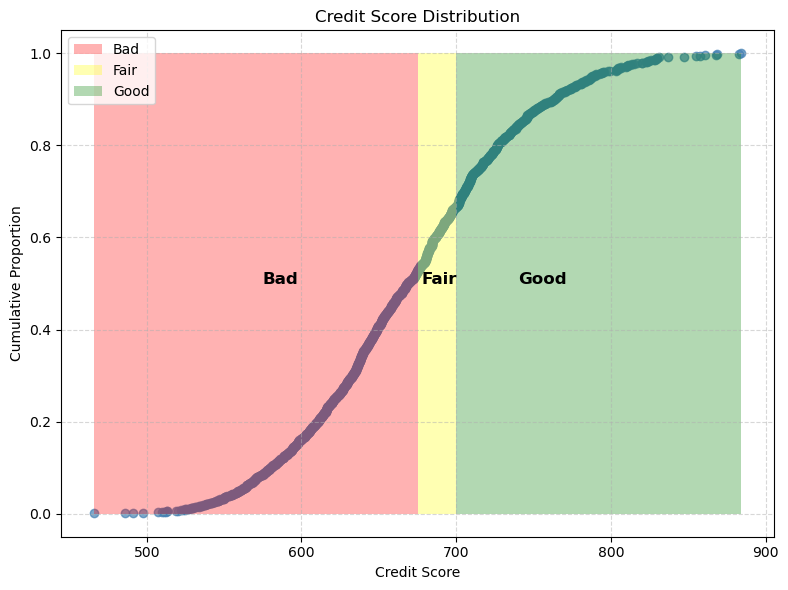 Credit Score Distribution
Bad
Fair
Good
1.0
0.8
0.6
0.4
0.2
0.0
Cumulative Proportion
Bad
Fair
Good
500
600
700
800
900
Credit Score